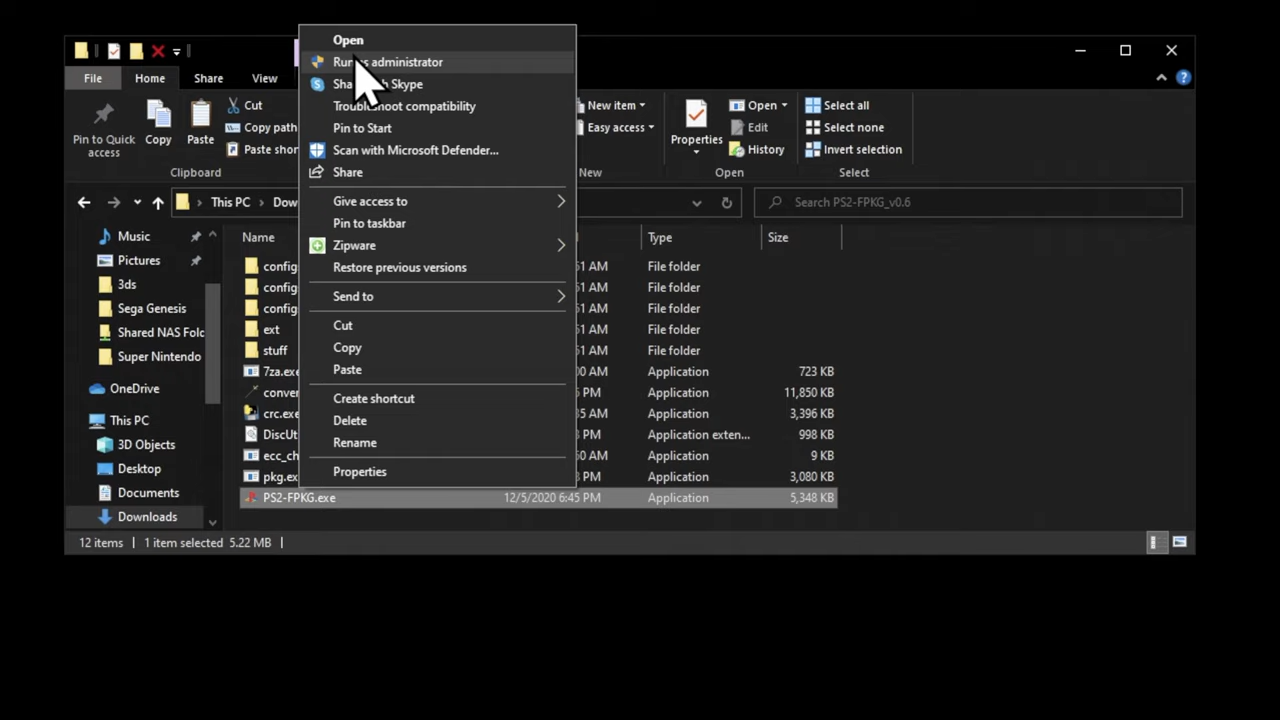 File
Home
Share
View
Pin to Quick access
Copy
Paste
Cut
Copy path
Paste shor
Clipboard
New item
Easy access
New
Properties
Open
Edit
History
Open
Select all
Select none
Invert selection
Select
This PC
Dow
Search PS2-FPKG_v0.6
Music
Pictures
3ds
Sega Genesis
Shared NAS Folc
Super Nintendo
OneDrive
This PC
3D Objects
Desktop
Documents
Downloads
Name
Type
Size
config
51 AM
File folder
config
51 AM
File folder
config
51 AM
File folder
ext
51 AM
File folder
stuff
51 AM
File folder
7za.exe
00 AM
Application
723 KB
conver
PM
Application
11,850 KB
crc.exe
35 AM
Application
3,396 KB
DiscUt
PM
Application exten...
998 KB
ecc_ch
50 AM
Application
9 KB
pkg.ex
PM
Application
3,080 KB
PS2-FPKG.exe
12/5/2020 6:45 PM
Application
5,348 KB
12 items
1 item selected 5.22 MB
Open
Run as administrator
Skype
Troubleshoot compatibility
Pin to Start
Scan with Microsoft Defender...
Share
Give access to
Pin to taskbar
Zipware
Restore previous versions
Send to
Cut
Copy
Paste
Create shortcut
Delete
Rename
Properties